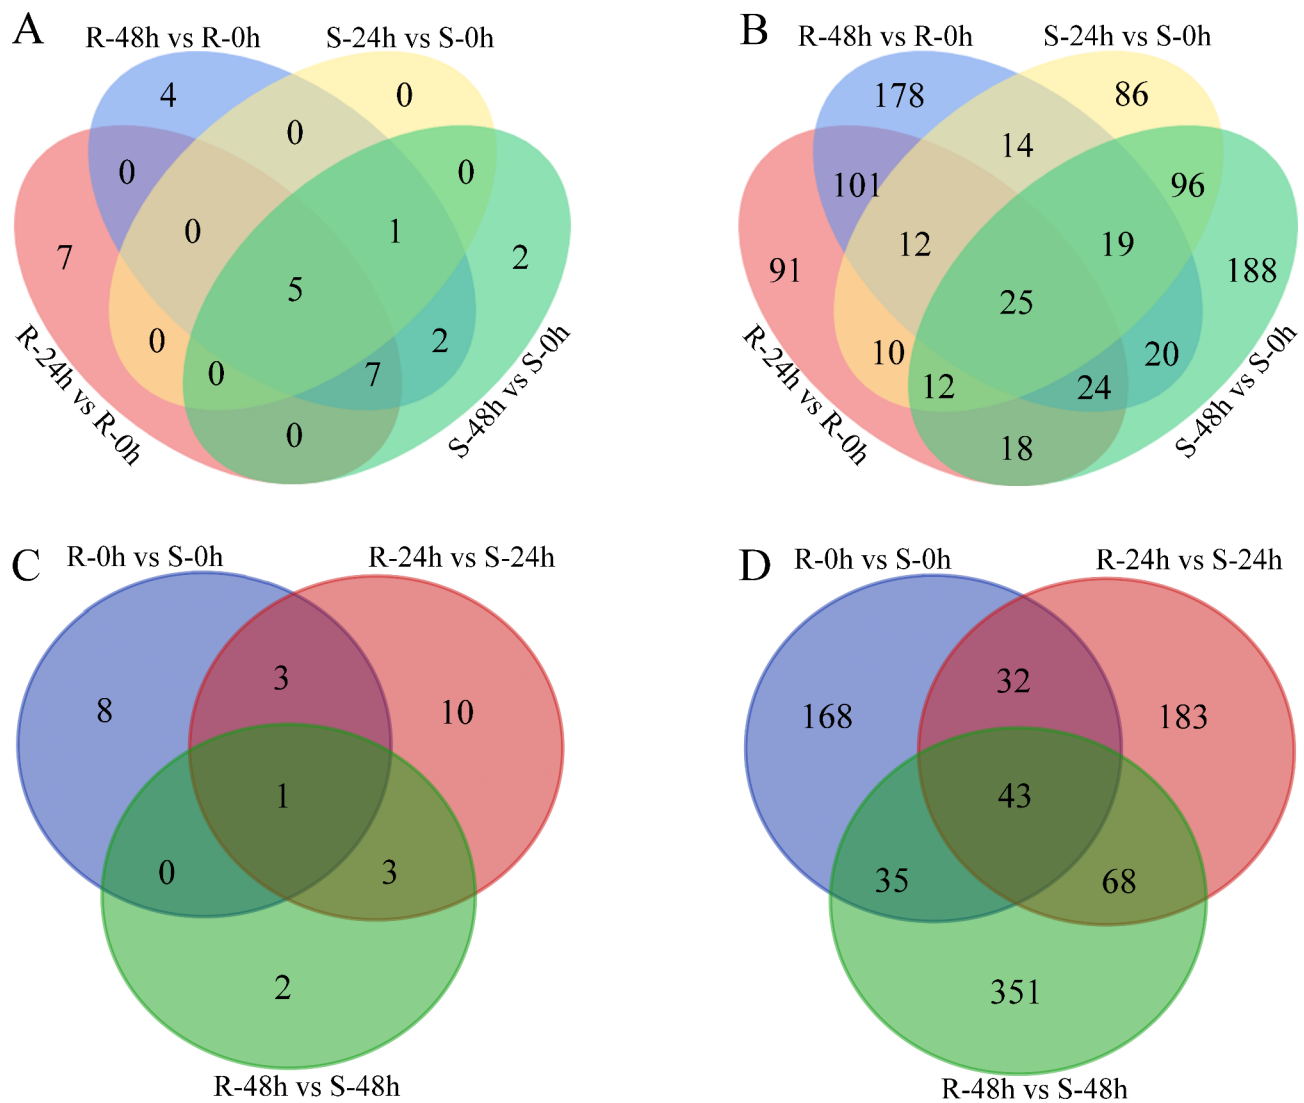 A
R-48h vs R-0h
S-24h vs S-0h
4
0
0
0
0
7
0
1
2
5
0
0
7
2
0
R-24h vs R-0h
S-48h vs S-0h
B
R-48h vs R-0h
S-24h vs S-0h
178
86
14
101
96
12
19
91
188
25
10
12
24
20
18
R-24h vs R-0h
S-48h vs S-0h
C
R-0h vs S-0h
R-24h vs S-24h
3
8
10
1
0
3
2
R-48h vs S-48h
D
R-0h vs S-0h
R-24h vs S-24h
32
168
183
43
35
68
351
R-48h vs S-48h